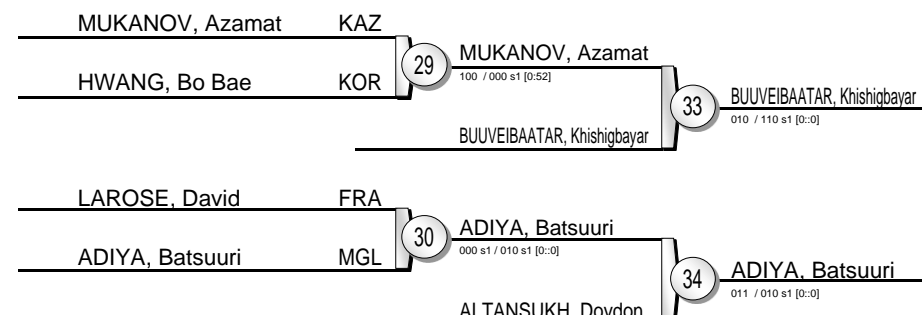 MUKANOV, Azamat KAZ
HWANG, Bo Bae KOR
29
MUKANOV, Azamat
100 / 000 s1 [0:52]
BUUVEIBAATAR, Khishigbayar
33
BUUVEIBAATAR, Khishigbayar
010 / 110 s1 [0::0]
LAROSE, David FRA
ADIYA, Batsuuri MGL
30
ADIYA, Batsuuri
000 s1 / 010 s1 [0::0]
ALTANSUKH, Dovdon
34
ADIYA, Batsuuri
011 / 010 s1 [0::0]